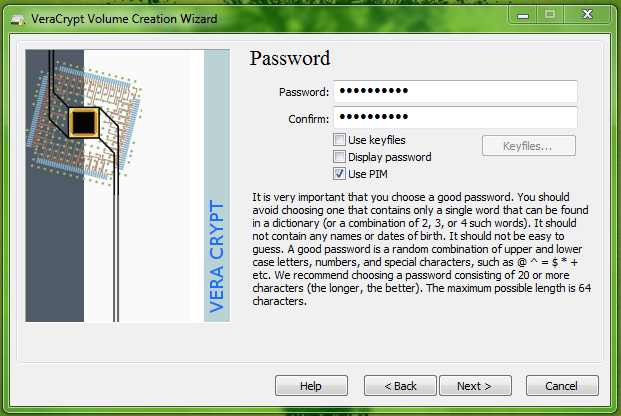 VeraCrypt Volume Creation Wizard
Password
Password: ●●●●●●●●●●
Confirm: ●●●●●●●●●●
Use keyfiles
Keyfiles...
Display password
Use PIM
It is very important that you choose a good password. You should
avoid choosing one that contains only a single word that can be found
in a dictionary (or a combination of 2, 3, or 4 such words). It should
not contain any names or dates of birth. It should not be easy to
guess. A good password is a random combination of upper and lower
case letters, numbers, and special characters, such as @ ^ = $ * +
etc. We recommend choosing a password consisting of 20 or more
characters (the longer, the better). The maximum possible length is 64
characters.
VERA CRYPT
Help
< Back
Next >
Cancel